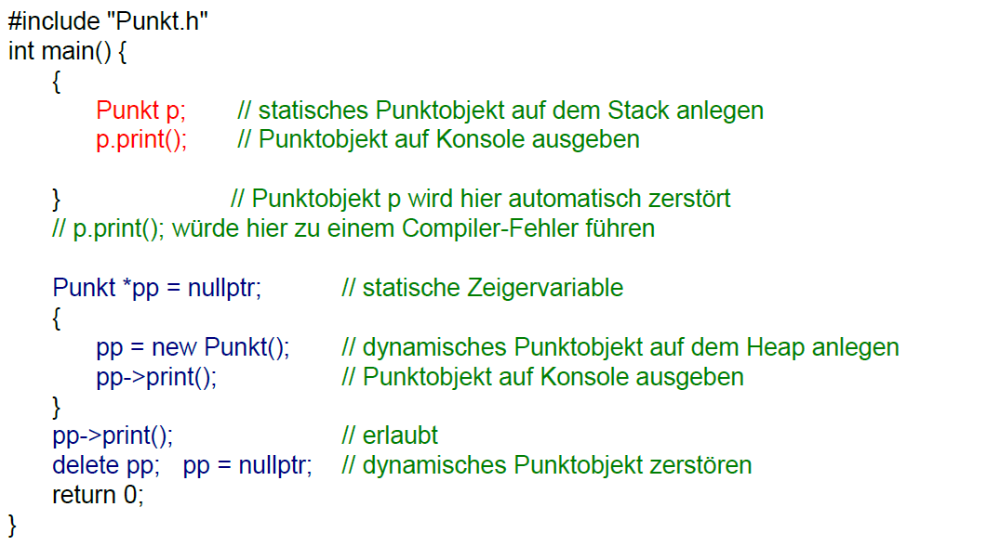 #include "Punkt.h"
int main() {
{
Punkt p; // statisches Punktobjekt auf dem Stack anlegen
p.print(); // Punktobjekt auf Konsole ausgeben
} // Punktobjekt p wird hier automatisch zerstört
// p.print(); würde hier zu einem Compiler-Fehler führen
Punkt *pp = nullptr; // statische Zeigervariable
{
pp = new Punkt(); // dynamisches Punktobjekt auf dem Heap anlegen
pp->print(); // Punktobjekt auf Konsole ausgeben
}
pp->print(); // erlaubt
delete pp; pp = nullptr; // dynamisches Punktobjekt zerstören
return 0;
}